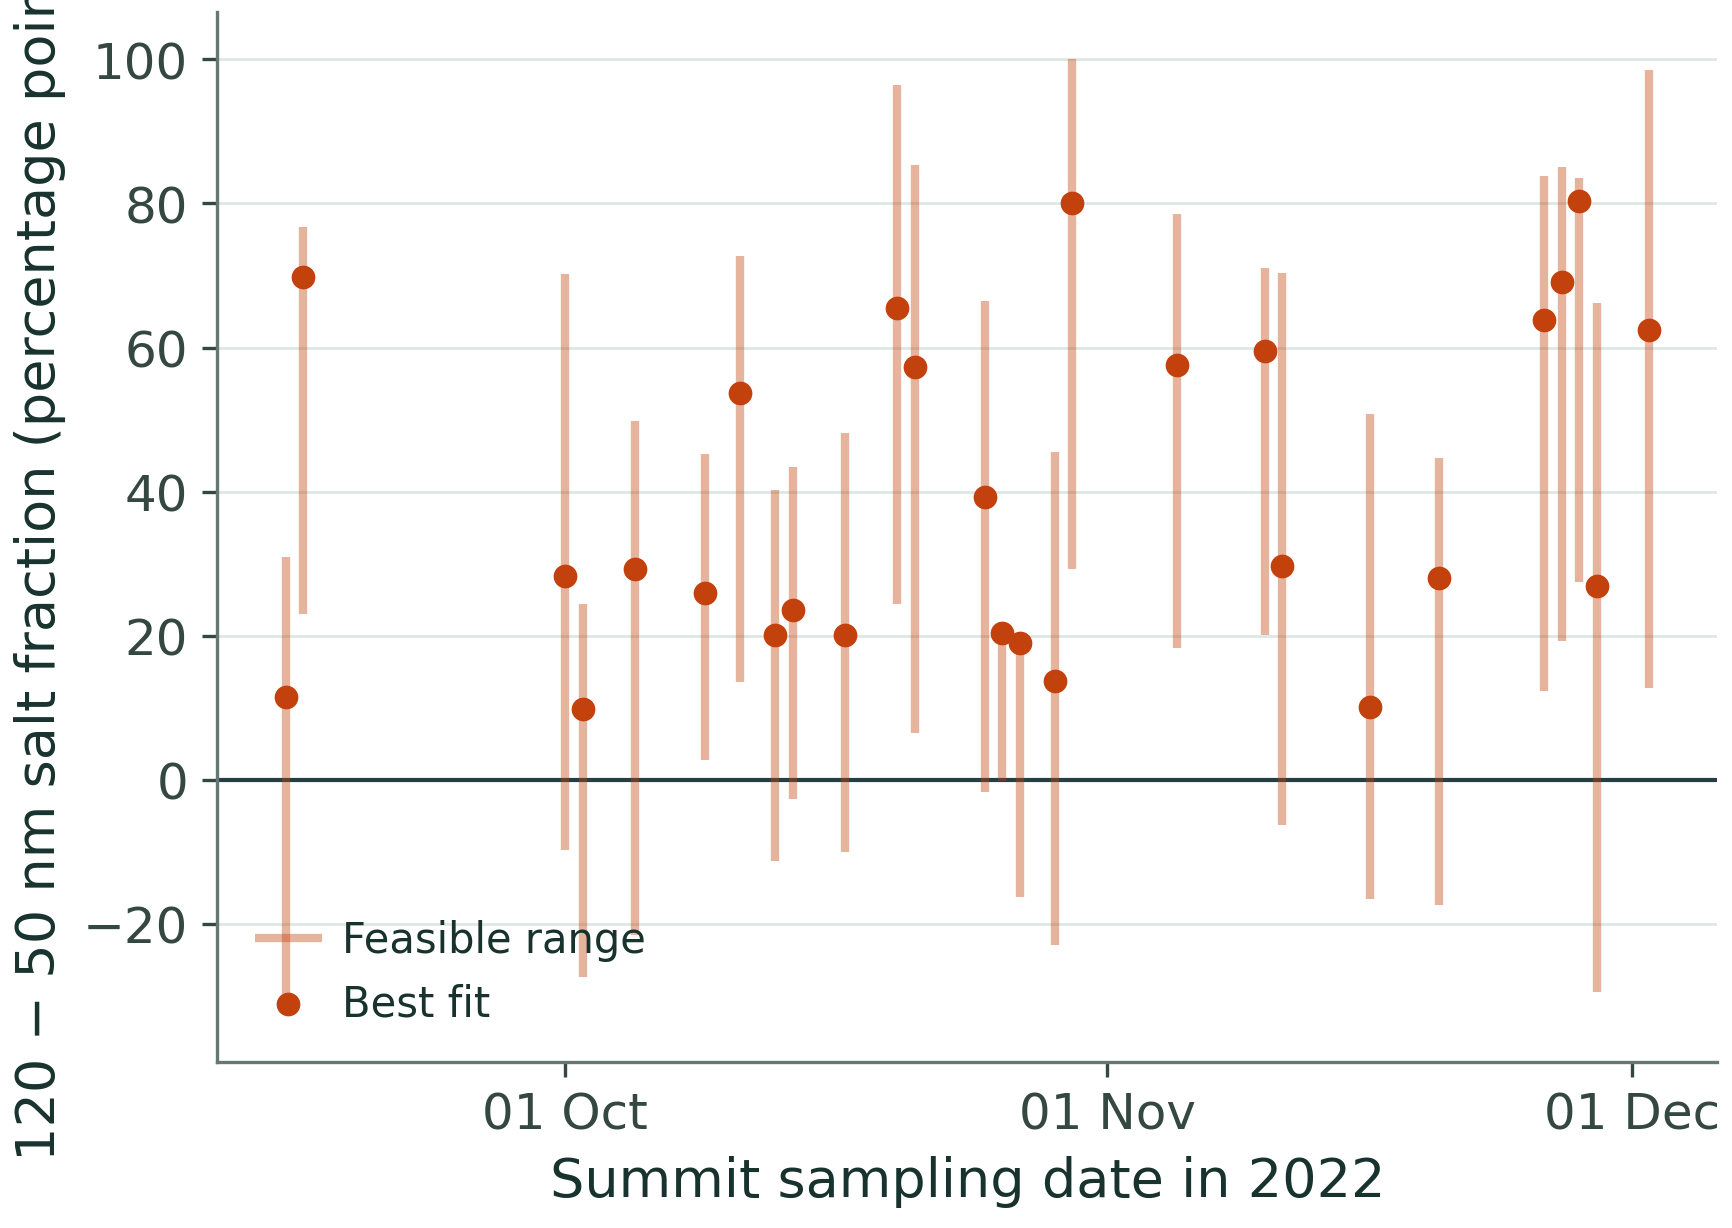 120 − 50 nm salt fraction (percentage
100
80
60
40
20
0
−20
Feasible range
Best fit
01 Oct
01 Nov
01 Dec
Summit sampling date in 2022